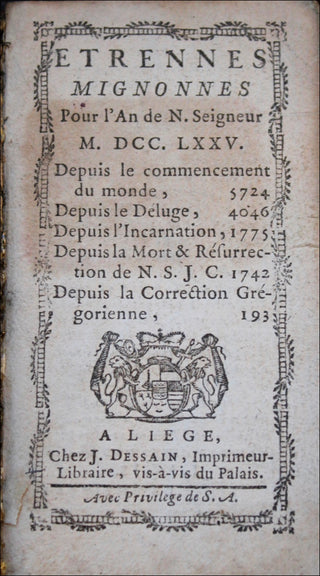 ETRENNES
MIGNONNES
Pour l'An de N. Seigneur
M. DCC. LXXV.
Depuis le commencement
du monde, 5724
Depuis le Deluge, 4046
Depuis l'Incarnation, 1775
Depuis la Mort & Réſurrec-
tion de N. S. J. C. 1742
Depuis la Correction Gré-
gorienne, 193
A LIEGE,
Chez J. DESSAIN, Imprimeur-
Libraire, vis-à-vis du Palais.
Avec Privilege de S. A.